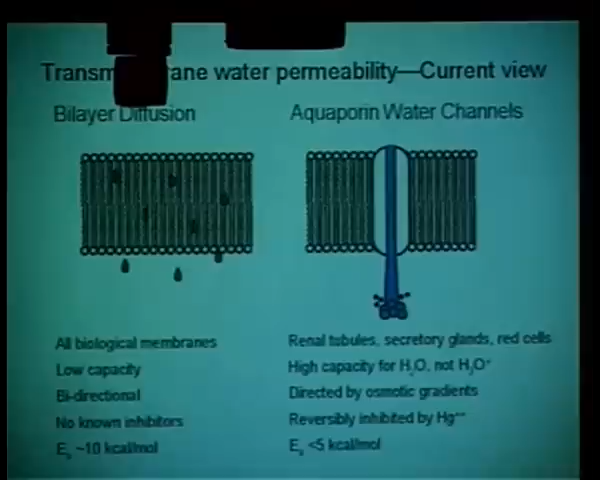 Transm rane water permeability—Current view
Bilayer Diffusion
Aquaporin Water Channels
All biological membranes
Low capacity
Bi-directional
No known inhibitors
Eₐ ~10 kcal/mol
Renal tubules, secretory glands, red cells
High capacity for H₂O, not H₃O⁺
Directed by osmotic gradients
Reversibly inhibited by Hg⁺⁺
Eₐ <5 kcal/mol